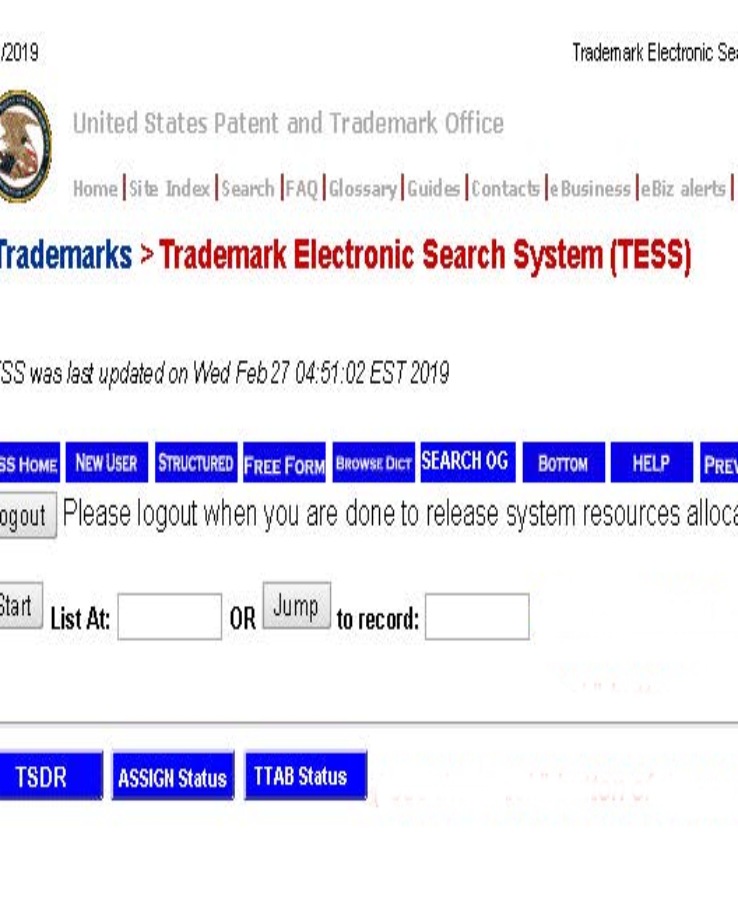 /2019 Trademark Electronic Sea
United States Patent and Trademark Office
Home | Site Index | Search | FAQ | Glossary | Guides | Contacts | eBusiness | eBiz alerts |
Trademarks > Trademark Electronic Search System (TESS)
TESS was last updated on Wed Feb 27 04:51:02 EST 2019
SS HOME NEW USER STRUCTURED FREE FORM BROWSE DICT SEARCH OG BOTTOM HELP PREV
ogout Please logout when you are done to release system resources alloca
Start List At: OR Jump to record:
TSDR ASSIGN Status TTAB Status